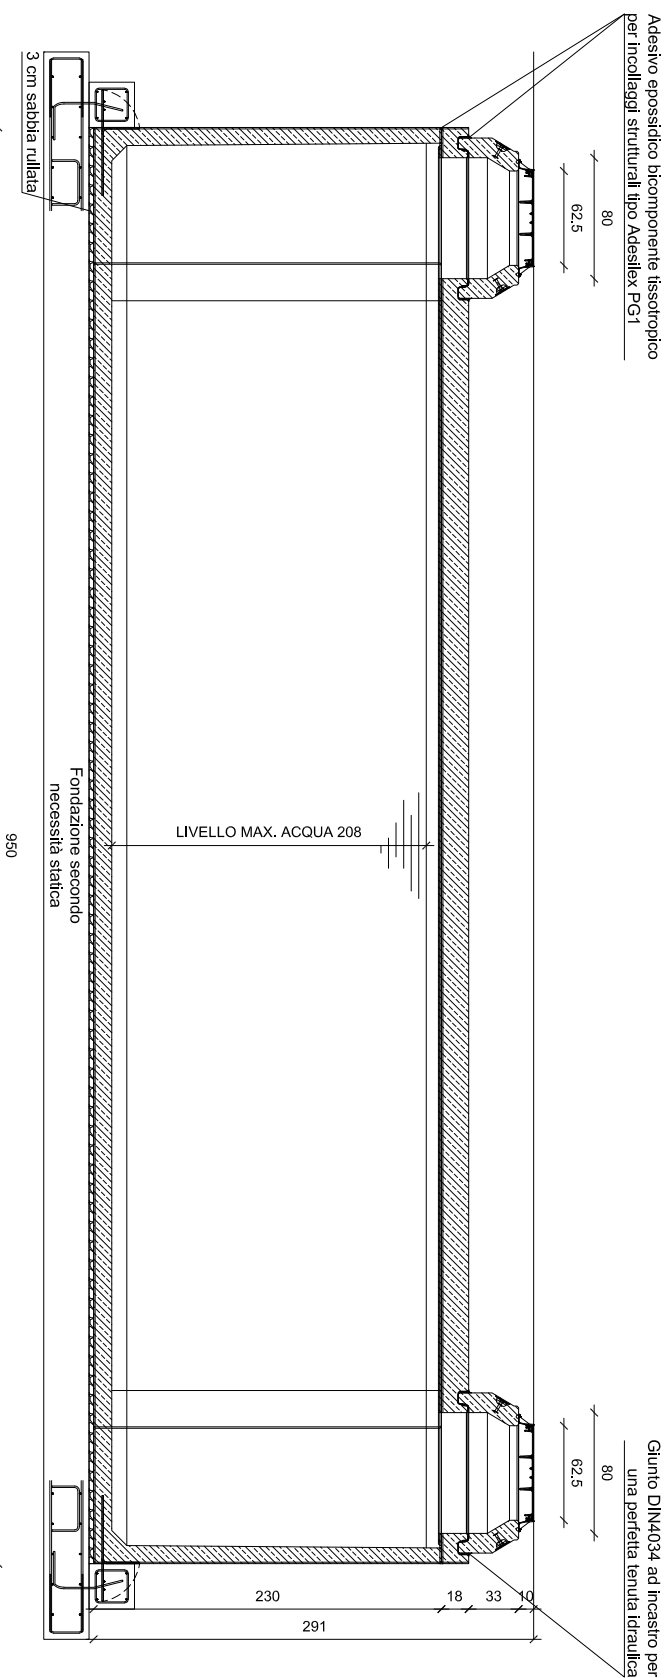 Adesivo epossidico bicomponente tissotropico
per incollaggi strutturali tipo Adesilex PG1
Giunto DIN4034 ad incastro per
una perfetta tenuta idraulica
80
62.5
80
62.5
10
33
18
230
291
LIVELLO MAX. ACQUA 208
3 cm sabbia rullata
Fondazione secondo
necessità statica
950